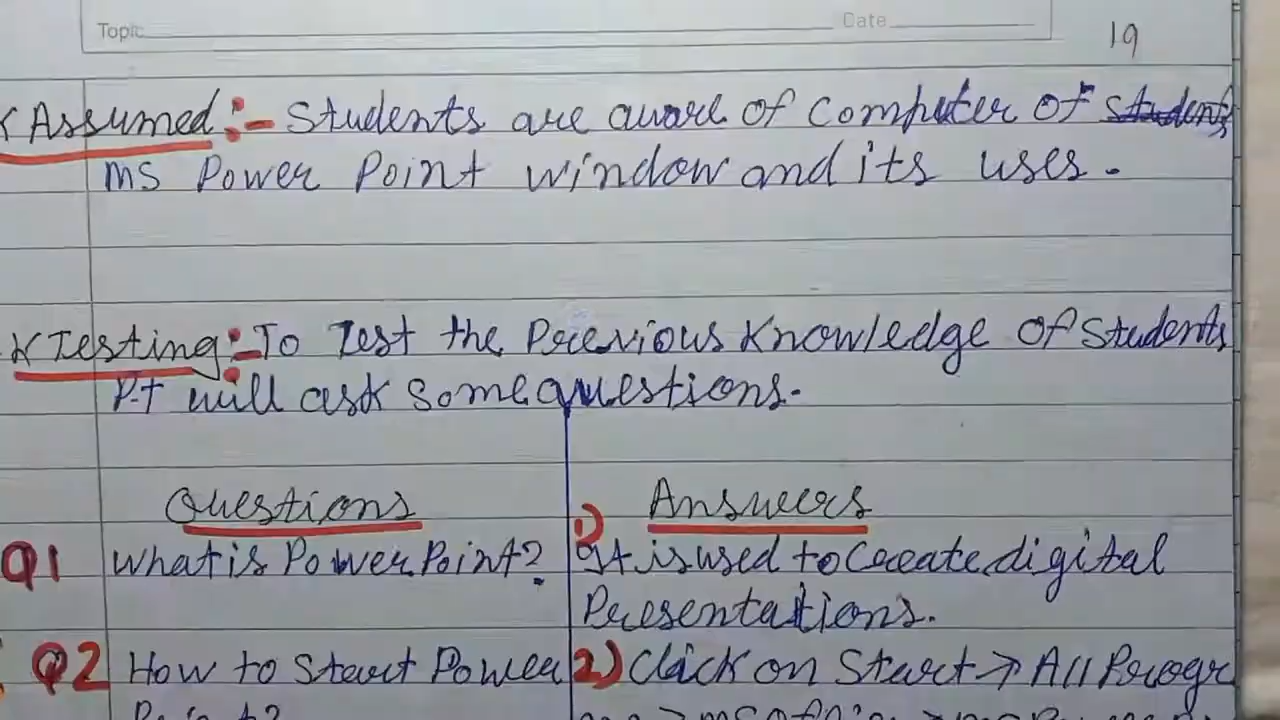 Topic Date
19
K Assumed :- Students are aware of Computer of Students
MS Power Point window and its uses.
K Testing :- To Test the Previous Knowledge of Students
P.T will ask some questions.
Questions Answers
Q1 What is PowerPoint? 1) It is used to Create digital
Presentations.
Q2 How to Start Power 2) Click on Start → All Progr
Point?